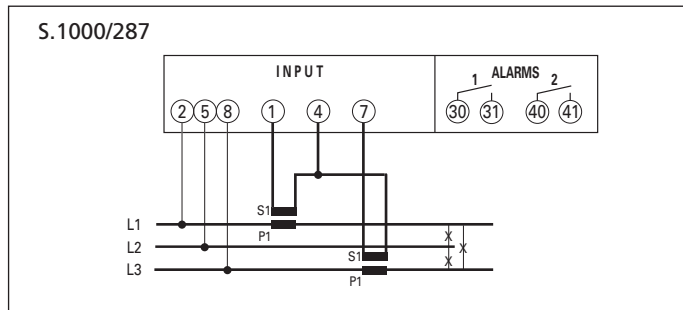 S.1000/287
INPUT
1 ALARMS 2
2 5 8 1 4 7 30 31 40 41
S1
L1
P1
L2
S1
L3
P1
X
X
X